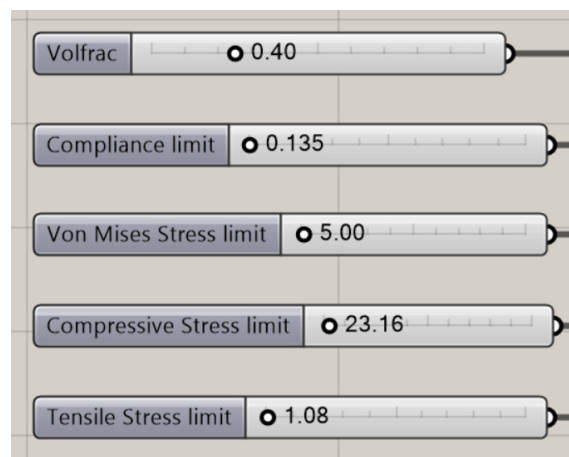 Volfrac 0.40
Compliance limit 0.135
Von Mises Stress limit 5.00
Compressive Stress limit 23.16
Tensile Stress limit 1.08